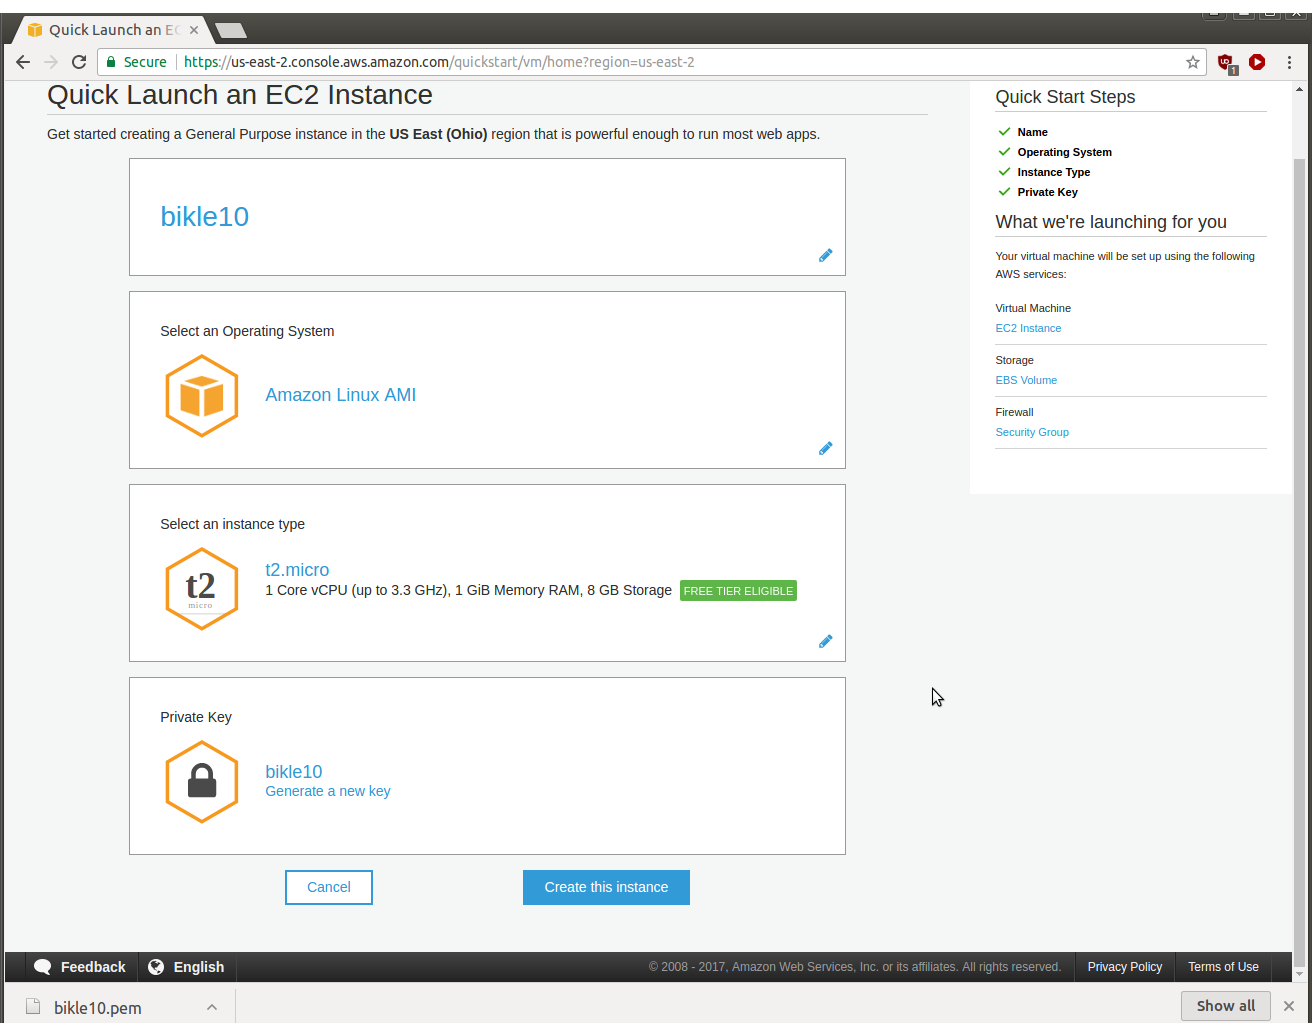 Quick Launch an EC
Secure
https://us-east-2.console.aws.amazon.com/quickstart/vm/home?region=us-east-2
1
Quick Launch an EC2 Instance
Get started creating a General Purpose instance in the US East (Ohio) region that is powerful enough to run most web apps.
bikle10
Select an Operating System
Amazon Linux AMI
Select an instance type
t2
micro
t2.micro
1 Core vCPU (up to 3.3 GHz), 1 GiB Memory RAM, 8 GB Storage FREE TIER ELIGIBLE
Private Key
bikle10
Generate a new key
Cancel
Create this instance
Quick Start Steps
Name
Operating System
Instance Type
Private Key
What we're launching for you
Your virtual machine will be set up using the following
AWS services:
Virtual Machine
EC2 Instance
Storage
EBS Volume
Firewall
Security Group
Feedback
English
© 2008 - 2017, Amazon Web Services, Inc. or its affiliates. All rights reserved.
Privacy Policy
Terms of Use
bikle10.pem
Show all